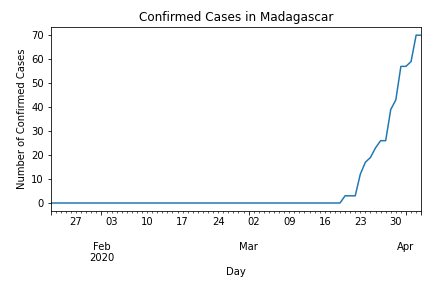 Confirmed Cases in Madagascar
Number of Confirmed Cases
70
60
50
40
30
20
10
0
27 03 10 17 24 02 09 16 23 30
Feb Mar Apr
2020
Day